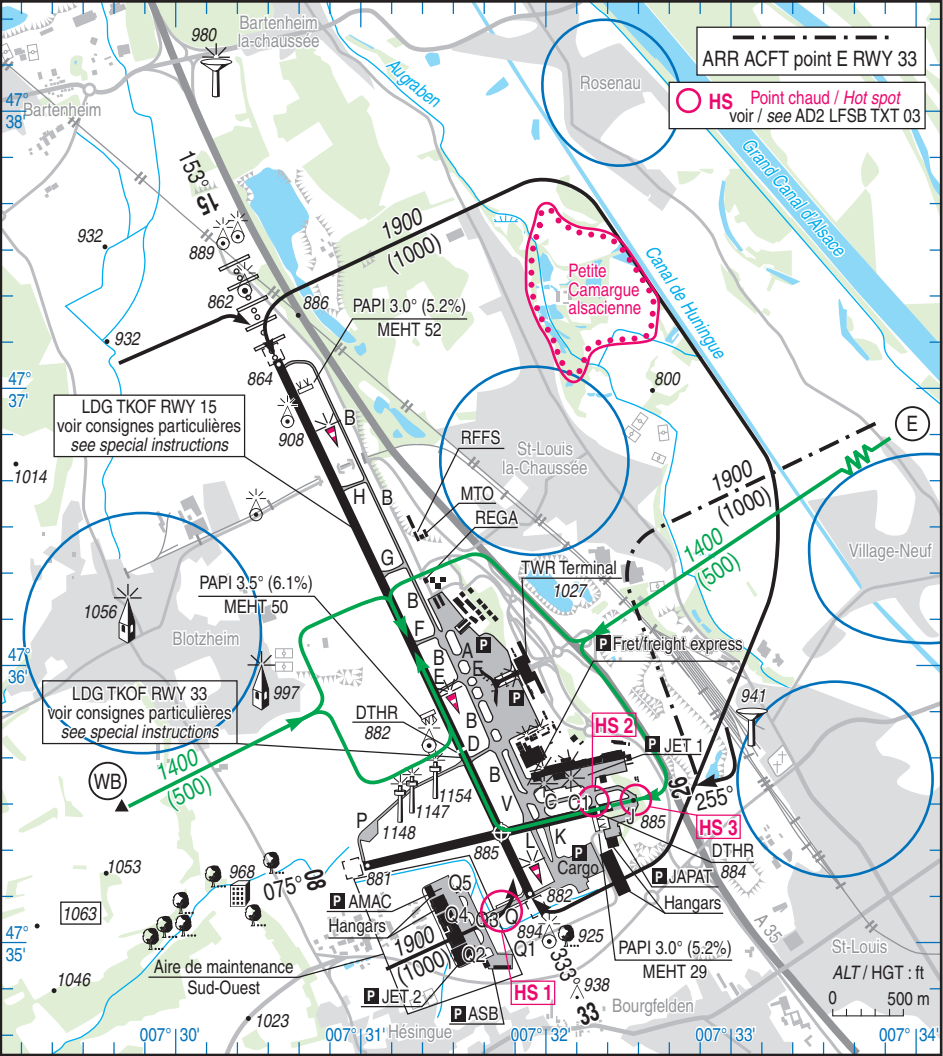 980
Bartenheim
la-chaussée
ARR ACFT point E RWY 33
HS Point chaud / Hot spot
voir / see AD2 LFSB TXT 03
Augraben
Rosenau
47°
38'
Bartenheim
Grand Canal d'Alsace
153°
15
932
889
1900
(1000)
862
886
Petite
Camargue
alsacienne
Canal de Huningue
PAPI 3.0° (5.2%)
MEHT 52
932
864
47°
37'
800
LDG TKOF RWY 15
voir consignes particulières
see special instructions
908
B
E
RFFS
St-Louis
la-Chaussée
1014
I
1900
(1000)
H
B
MTO
REGA
1400
(500)
Village-Neuf
G
TWR Terminal
1027
PAPI 3.5° (6.1%)
MEHT 50
1056
Blotzheim
B
F
P
A
P Fret/freight express
47°
36'
B
E
F
P
997
LDG TKOF RWY 33
voir consignes particulières
see special instructions
DTHR
882
B
D
941
HS 2
P JET 1
WB
1400
(500)
B
1154
1147
1148
V
C
C1
J
26
255°
P
885
885
HS 3
L
K
DTHR
884
1053
968
881
075°
08
P
Cargo
P JAPAT
Hangars
882
P AMAC
Hangars
Q5
Q4
Q3
Q
894
925
1063
47°
35'
1900
(1000)
Q2
Q1
333°
33
938
PAPI 3.0° (5.2%)
MEHT 29
A 35
St-Louis
Aire de maintenance
Sud-Ouest
1046
P JET 2
HS 1
P ASB
Bourgfelden
ALT / HGT : ft
0 500 m
1023
Hésingue
007° 30'
007° 31'
007° 32'
007° 33'
007° 34'